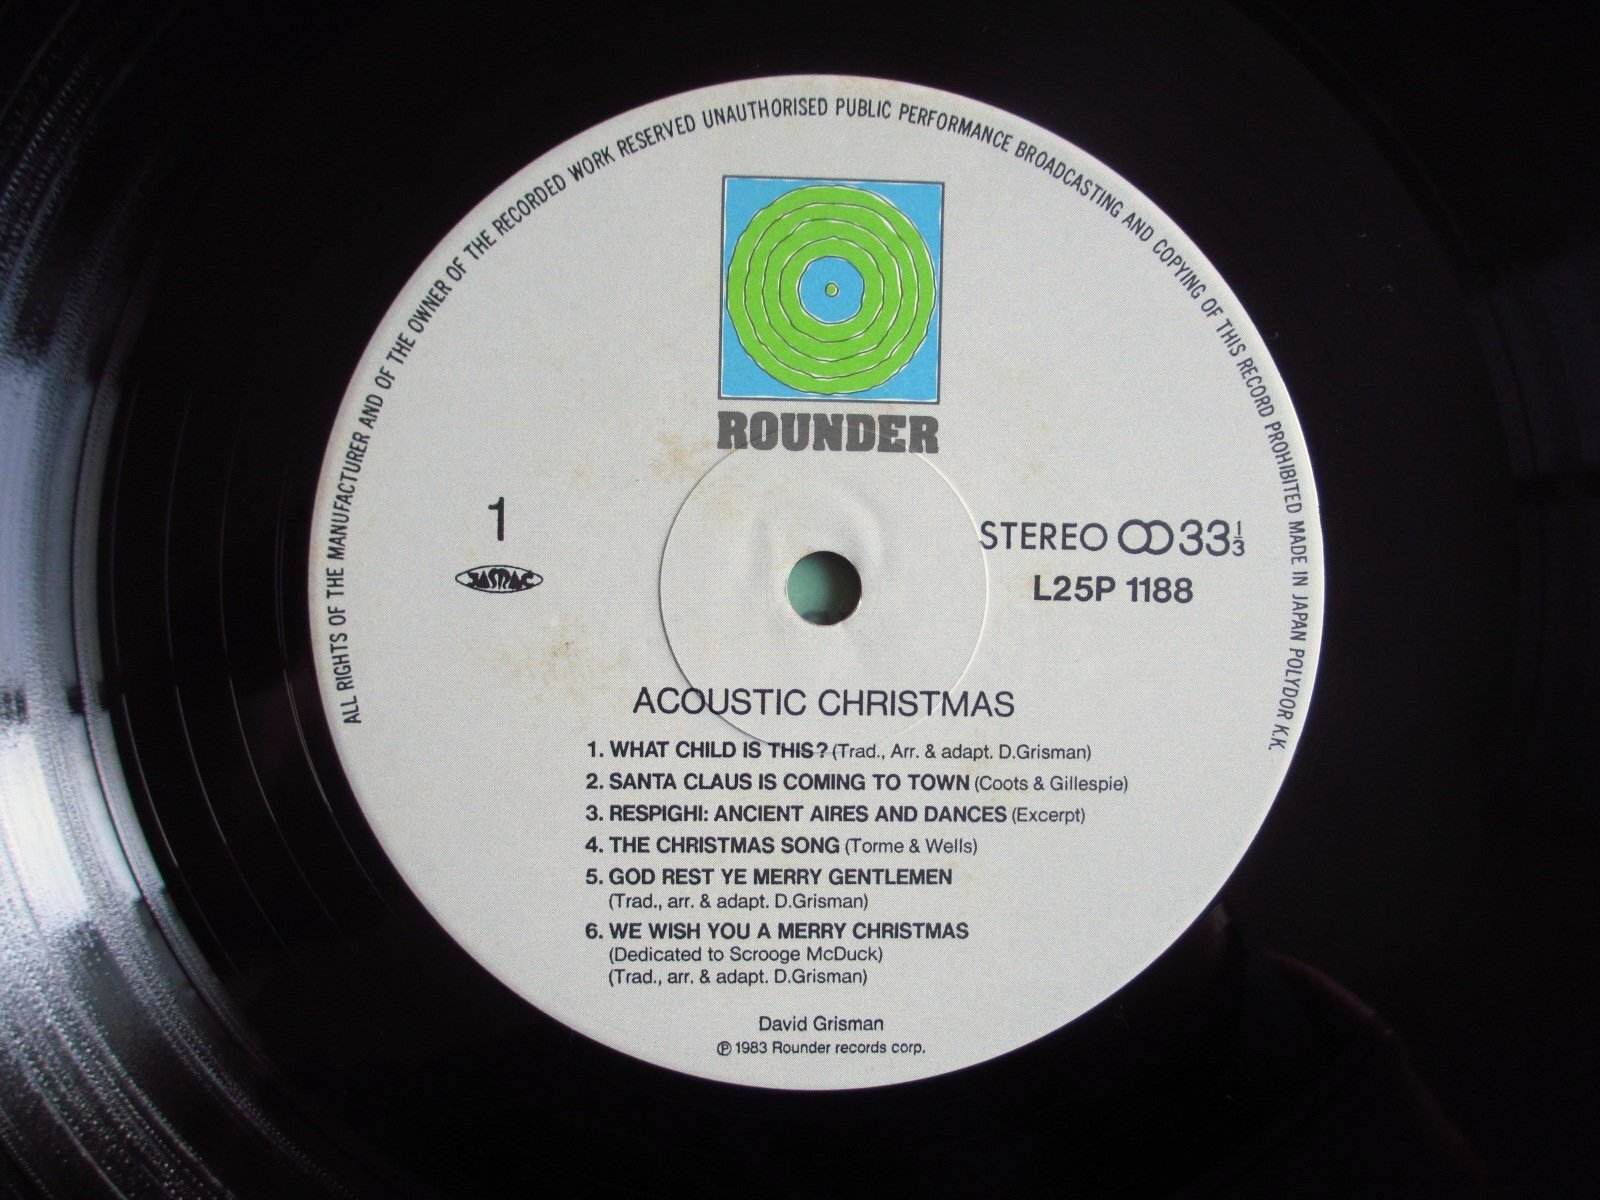 ALL RIGHTS OF THE MANUFACTURER AND OF THE OWNER OF THE RECORDED WORK RESERVED UNAUTHORISED PUBLIC PERFORMANCE BROADCASTING AND COPYING OF THIS RECORD PROHIBITED MADE IN JAPAN POLYDOR K.K.
ROUNDER
1
JASRAC
STEREO 33 1/3
L25P 1188
ACOUSTIC CHRISTMAS
1. WHAT CHILD IS THIS? (Trad., Arr. & adapt. D.Grisman)
2. SANTA CLAUS IS COMING TO TOWN (Coots & Gillespie)
3. RESPIGHI: ANCIENT AIRES AND DANCES (Excerpt)
4. THE CHRISTMAS SONG (Torme & Wells)
5. GOD REST YE MERRY GENTLEMEN
(Trad., arr. & adapt. D.Grisman)
6. WE WISH YOU A MERRY CHRISTMAS
(Dedicated to Scrooge McDuck)
(Trad., arr. & adapt. D.Grisman)
David Grisman
℗ 1983 Rounder records corp.